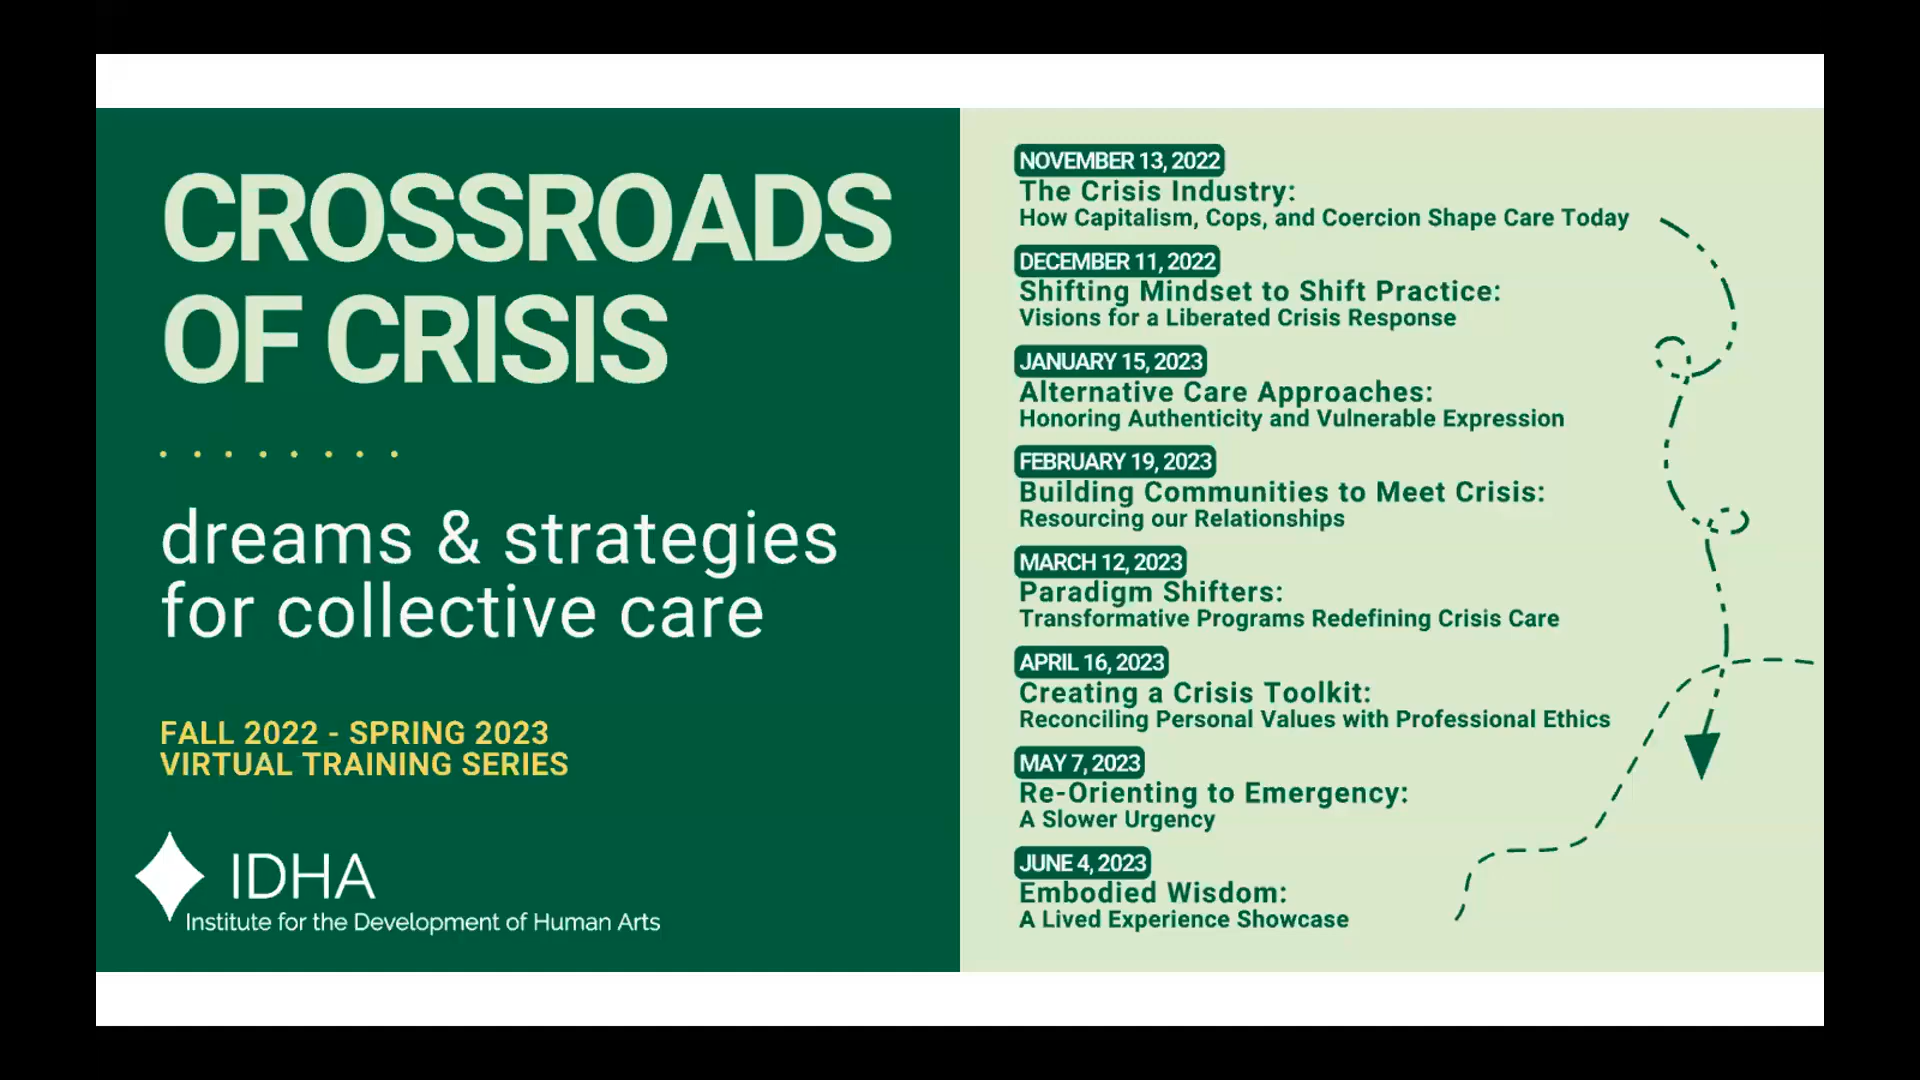 CROSSROADS
OF CRISIS
dreams & strategies
for collective care
FALL 2022 - SPRING 2023
VIRTUAL TRAINING SERIES
IDHA
Institute for the Development of Human Arts
NOVEMBER 13, 2022
The Crisis Industry:
How Capitalism, Cops, and Coercion Shape Care Today
DECEMBER 11, 2022
Shifting Mindset to Shift Practice:
Visions for a Liberated Crisis Response
JANUARY 15, 2023
Alternative Care Approaches:
Honoring Authenticity and Vulnerable Expression
FEBRUARY 19, 2023
Building Communities to Meet Crisis:
Resourcing our Relationships
MARCH 12, 2023
Paradigm Shifters:
Transformative Programs Redefining Crisis Care
APRIL 16, 2023
Creating a Crisis Toolkit:
Reconciling Personal Values with Professional Ethics
MAY 7, 2023
Re-Orienting to Emergency:
A Slower Urgency
JUNE 4, 2023
Embodied Wisdom:
A Lived Experience Showcase